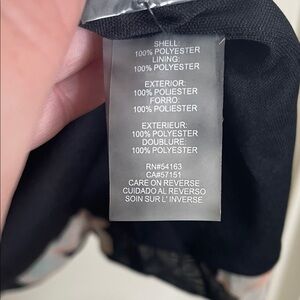 SHELL:
100% POLYESTER
LINING:
100% POLYESTER
EXTERIOR:
100% POLIESTER
FORRO:
100% POLIESTER
EXTERIEUR:
100% POLYESTER
DOUBLURE:
100% POLYESTER
RN#54163
CA#57151
CARE ON REVERSE
CUIDADO AL REVERSO
SOIN SUR L' INVERSE